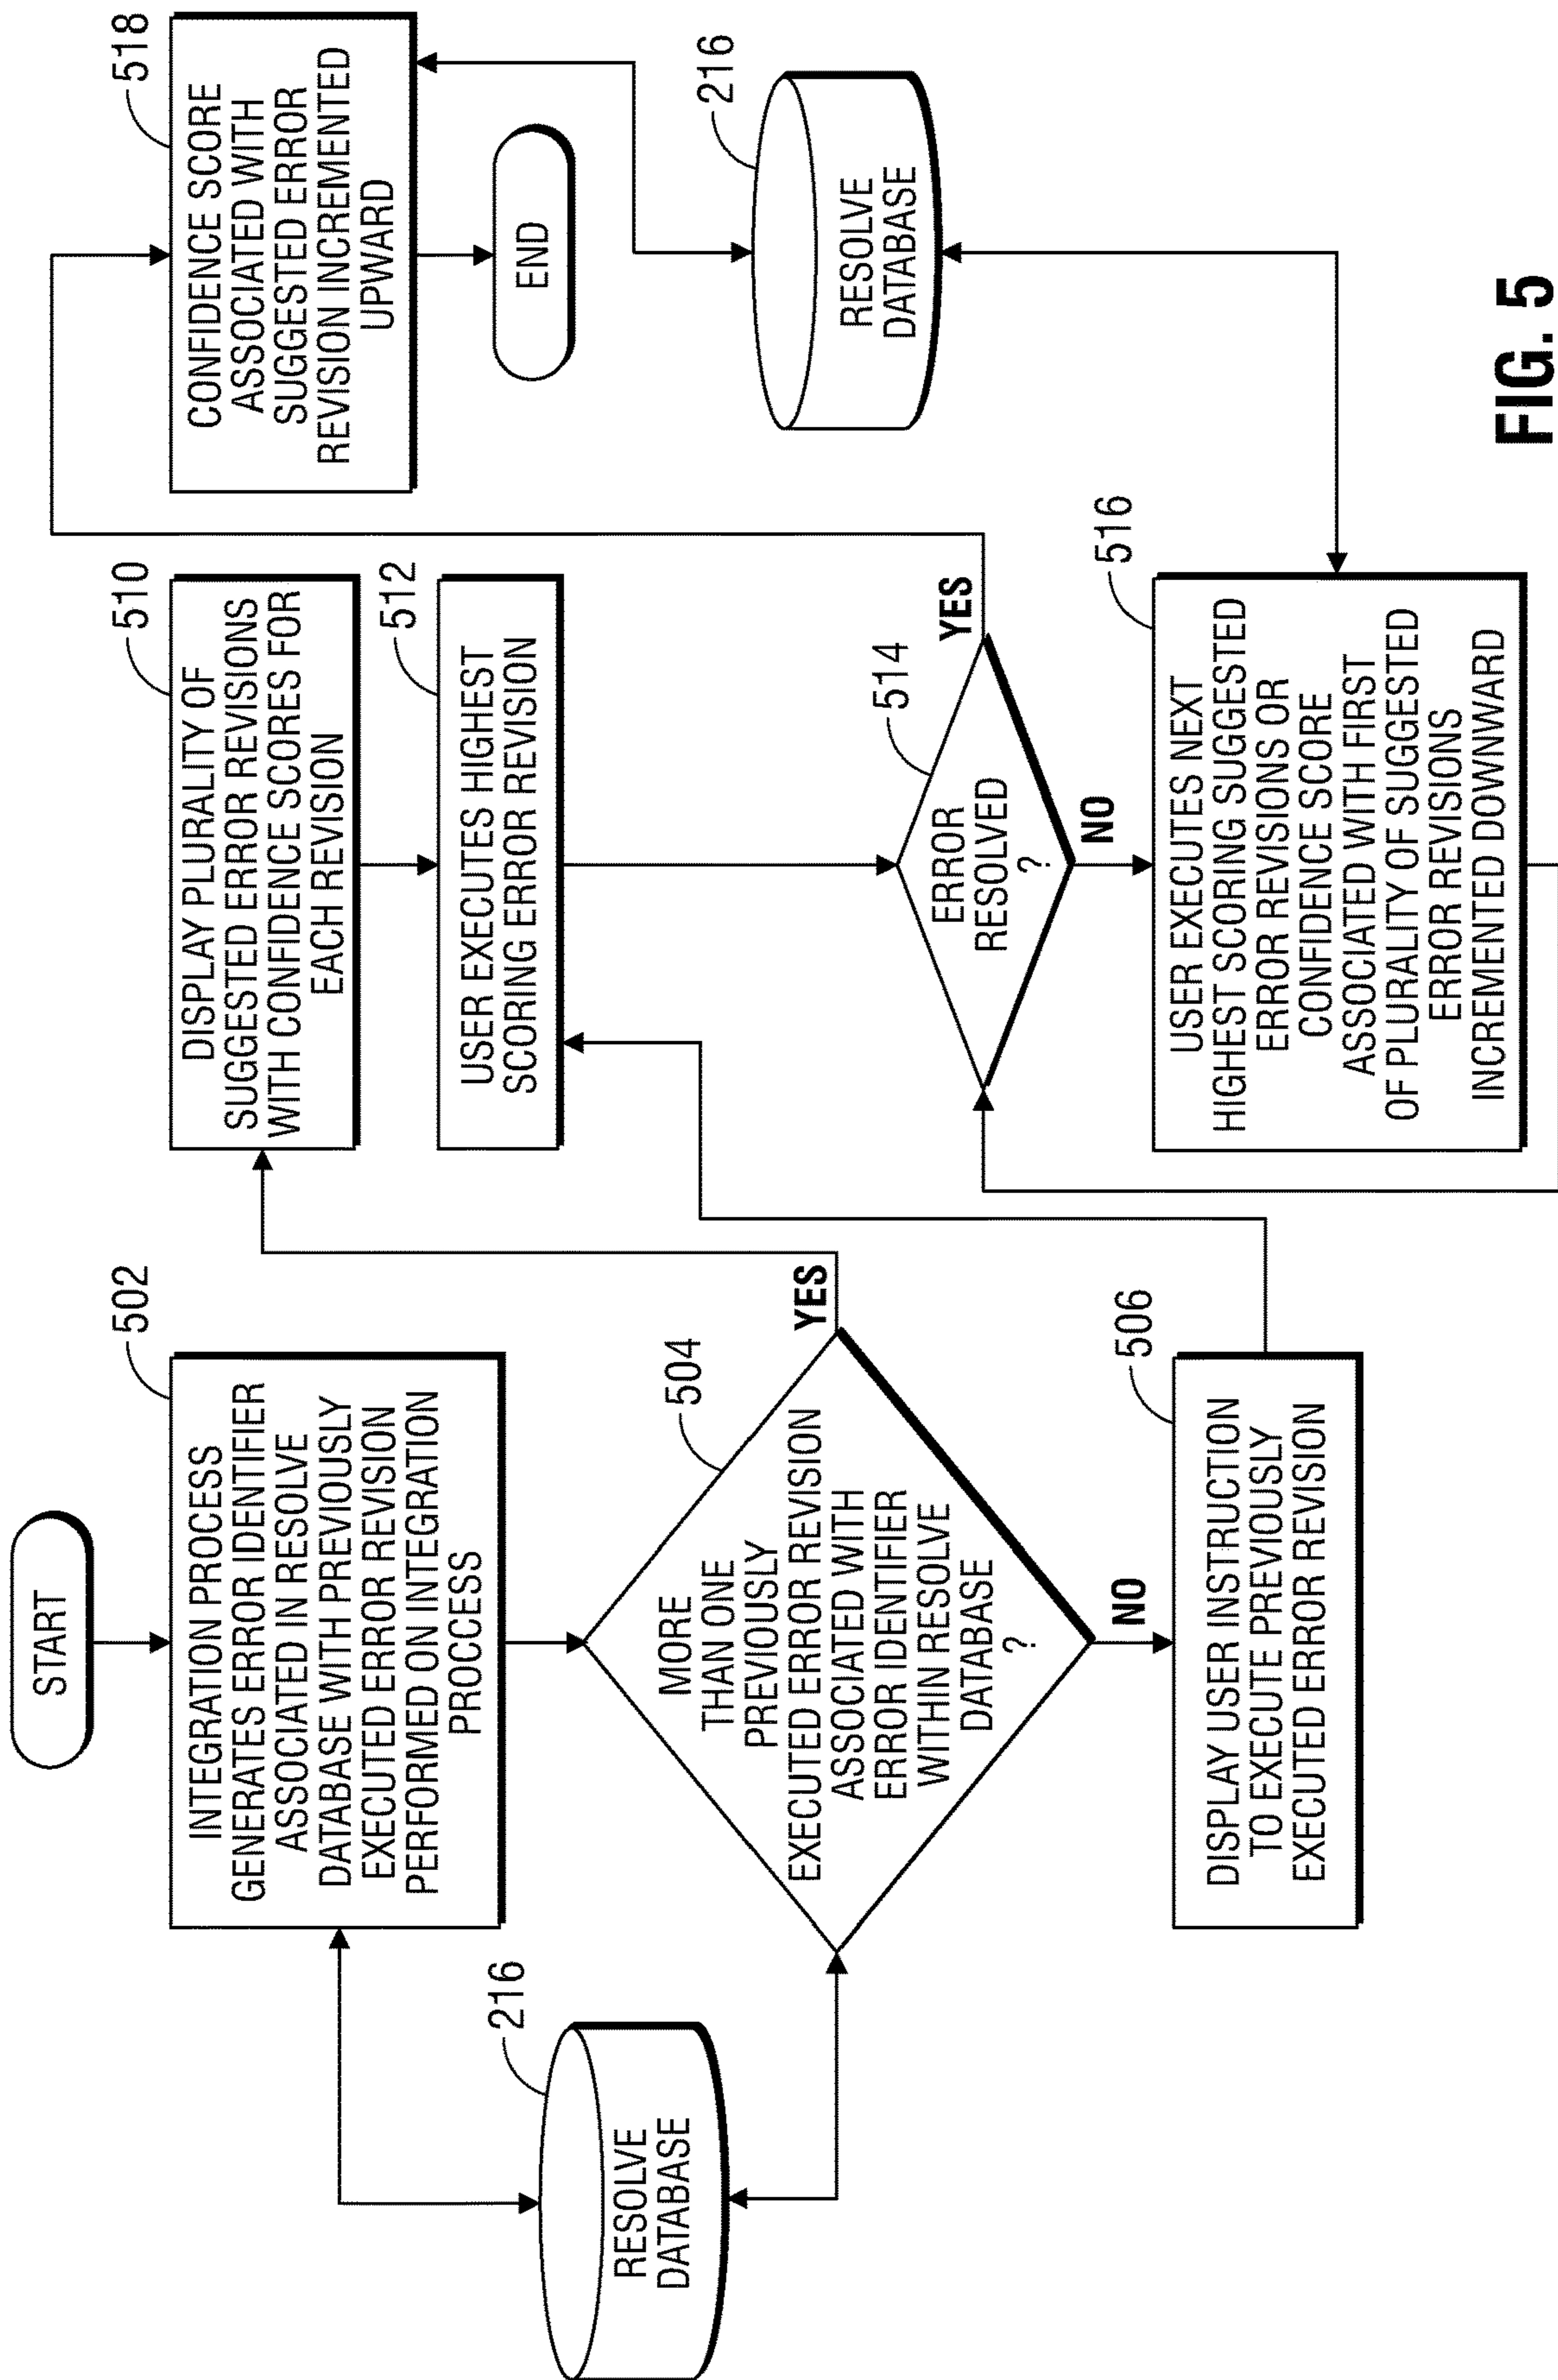 START
502
INTEGRATION PROCESS
GENERATES ERROR IDENTIFIER
ASSOCIATED IN RESOLVE
DATABASE WITH PREVIOUSLY
EXECUTED ERROR REVISION
PERFORMED ON INTEGRATION
PROCCESS
216
RESOLVE
DATABASE
504
MORE
THAN ONE
PREVIOUSLY
EXECUTED ERROR REVISION
ASSOCIATED WITH
ERROR IDENTIFIER
WITHIN RESOLVE
DATABASE
?
YES
NO
506
DISPLAY USER INSTRUCTION
TO EXECUTE PREVIOUSLY
EXECUTED ERROR REVISION
510
DISPLAY PLURALITY OF
SUGGESTED ERROR REVISIONS
WITH CONFIDENCE SCORES FOR
EACH REVISION
512
USER EXECUTES HIGHEST
SCORING ERROR REVISION
514
ERROR
RESOLVED
?
YES
NO
516
USER EXECUTES NEXT
HIGHEST SCORING SUGGESTED
ERROR REVISIONS OR
CONFIDENCE SCORE
ASSOCIATED WITH FIRST
OF PLURALITY OF SUGGESTED
ERROR REVISIONS
INCREMENTED DOWNWARD
518
CONFIDENCE SCORE
ASSOCIATED WITH
SUGGESTED ERROR
REVISION INCREMENTED
UPWARD
END
216
RESOLVE
DATABASE
FIG. 5